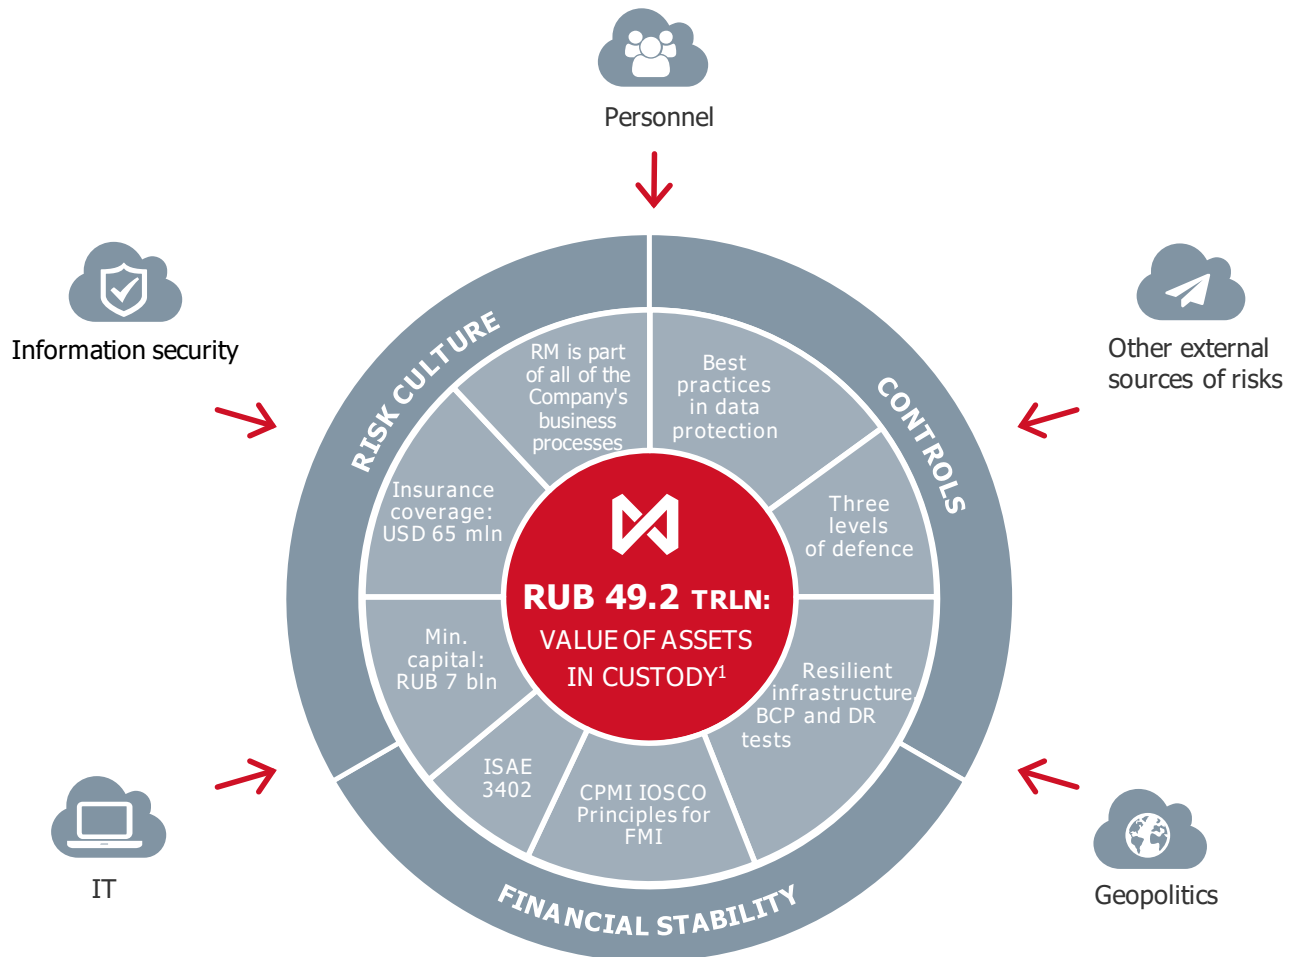 Personnel
Information security
Other external
sources of risks
RISK CULTURE
CONTROLS
RM is part
of all of the
Company's
business
processes
Best
practices
in data
protection
Insurance
coverage:
USD 65 mln
Three
levels
of defence
RUB 49.2 TRLN:
VALUE OF ASSETS
IN CUSTODY¹
Min.
capital:
RUB 7 bln
Resilient
infrastructure,
BCP and DR
tests
ISAE
3402
CPMI IOSCO
Principles for
FMI
IT
Geopolitics
FINANCIAL STABILITY